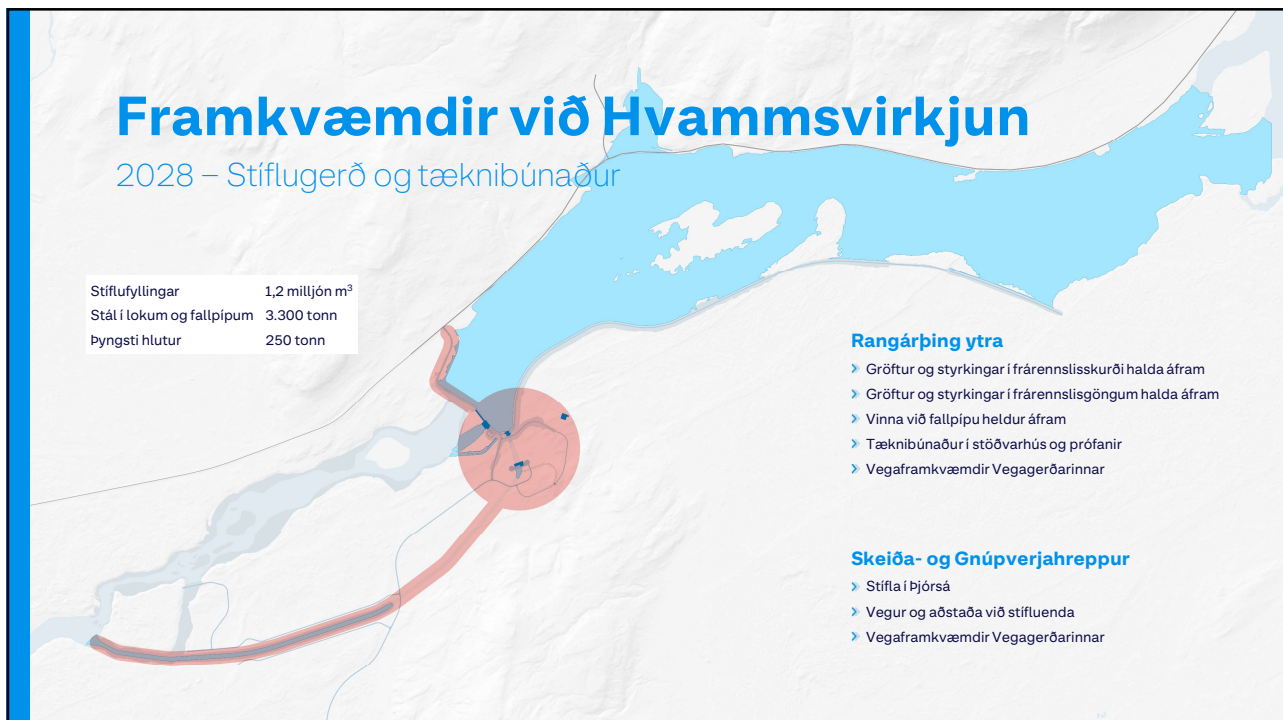 Framkvæmdir við Hvammsvirkjun
2028 – Stíflugerð og tæknibúnaður
Stíflufyllingar 1,2 milljón m³
Stál í lokum og fallpípum 3.300 tonn
Þyngsti hlutur 250 tonn
Rangárþing ytra
Gröftur og styrkingar í frárennslisskurði halda áfram
Gröftur og styrkingar í frárennslisgöngum halda áfram
Vinna við fallpípu heldur áfram
Tæknibúnaður í stöðvarhús og prófanir
Vegaframkvæmdir Vegagerðarinnar
Skeiða- og Gnúpverjahreppur
Stífla í Þjórsá
Vegur og aðstaða við stífluenda
Vegaframkvæmdir Vegagerðarinnar